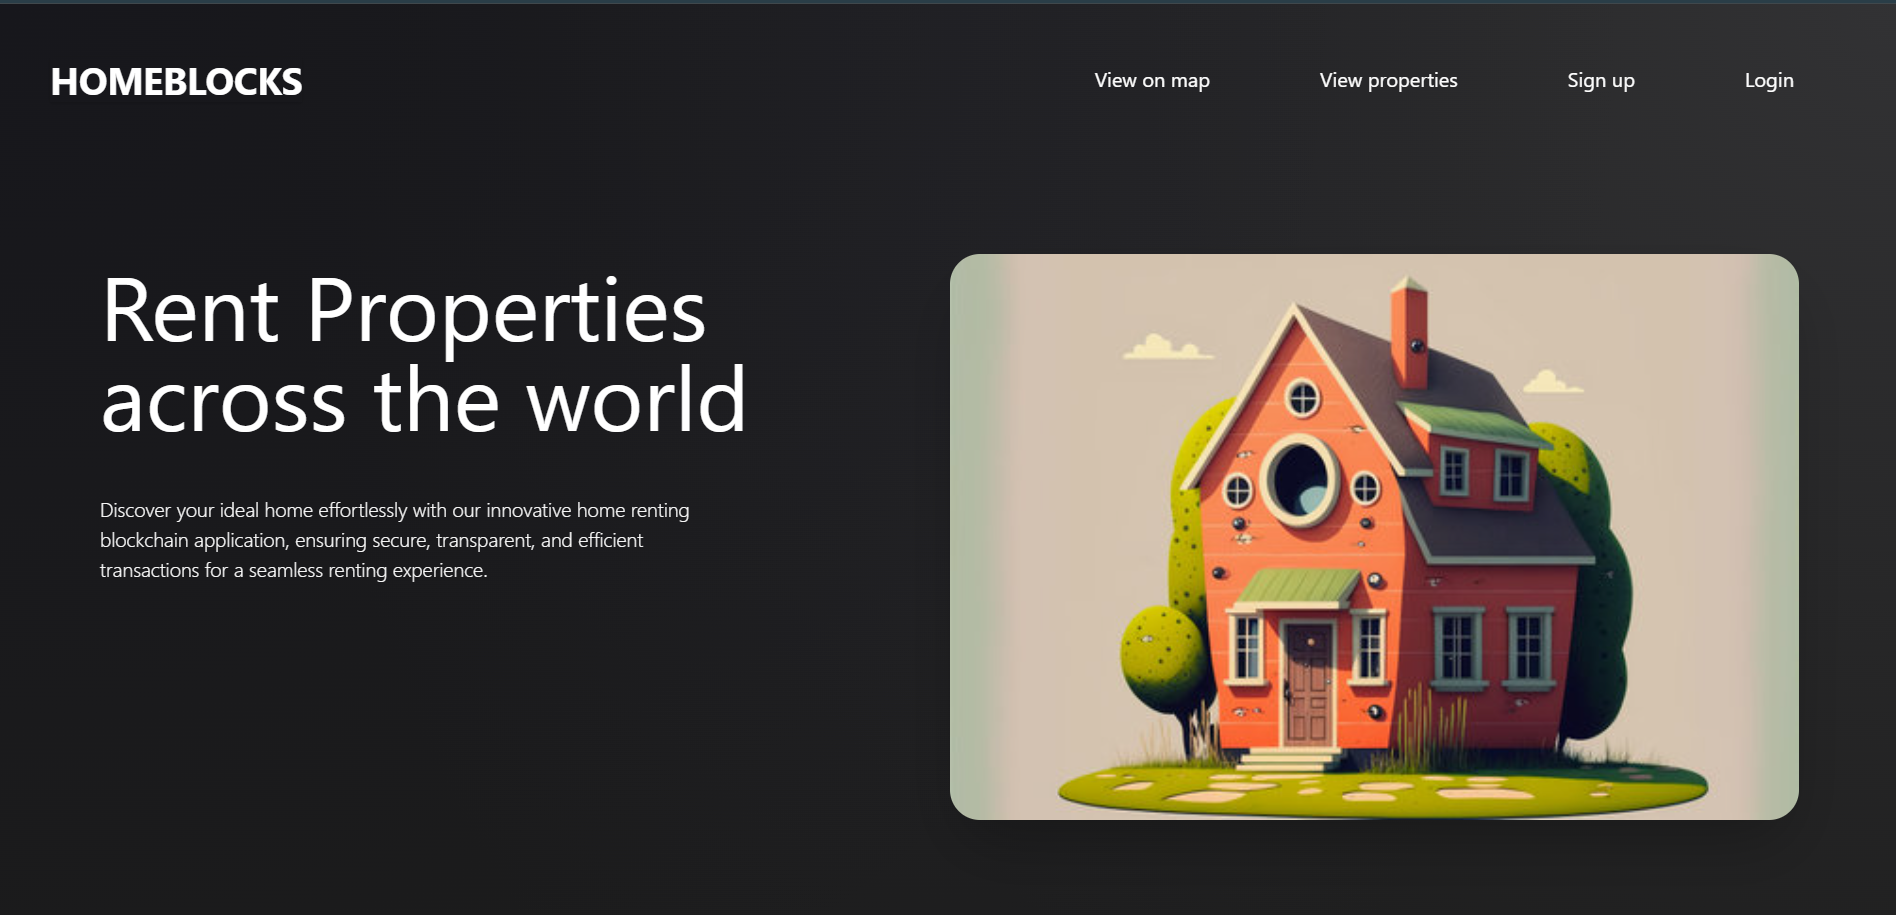 HOMEBLOCKS
View on map
View properties
Sign up
Login
Rent Properties
across the world
Discover your ideal home effortlessly with our innovative home renting
blockchain application, ensuring secure, transparent, and efficient
transactions for a seamless renting experience.